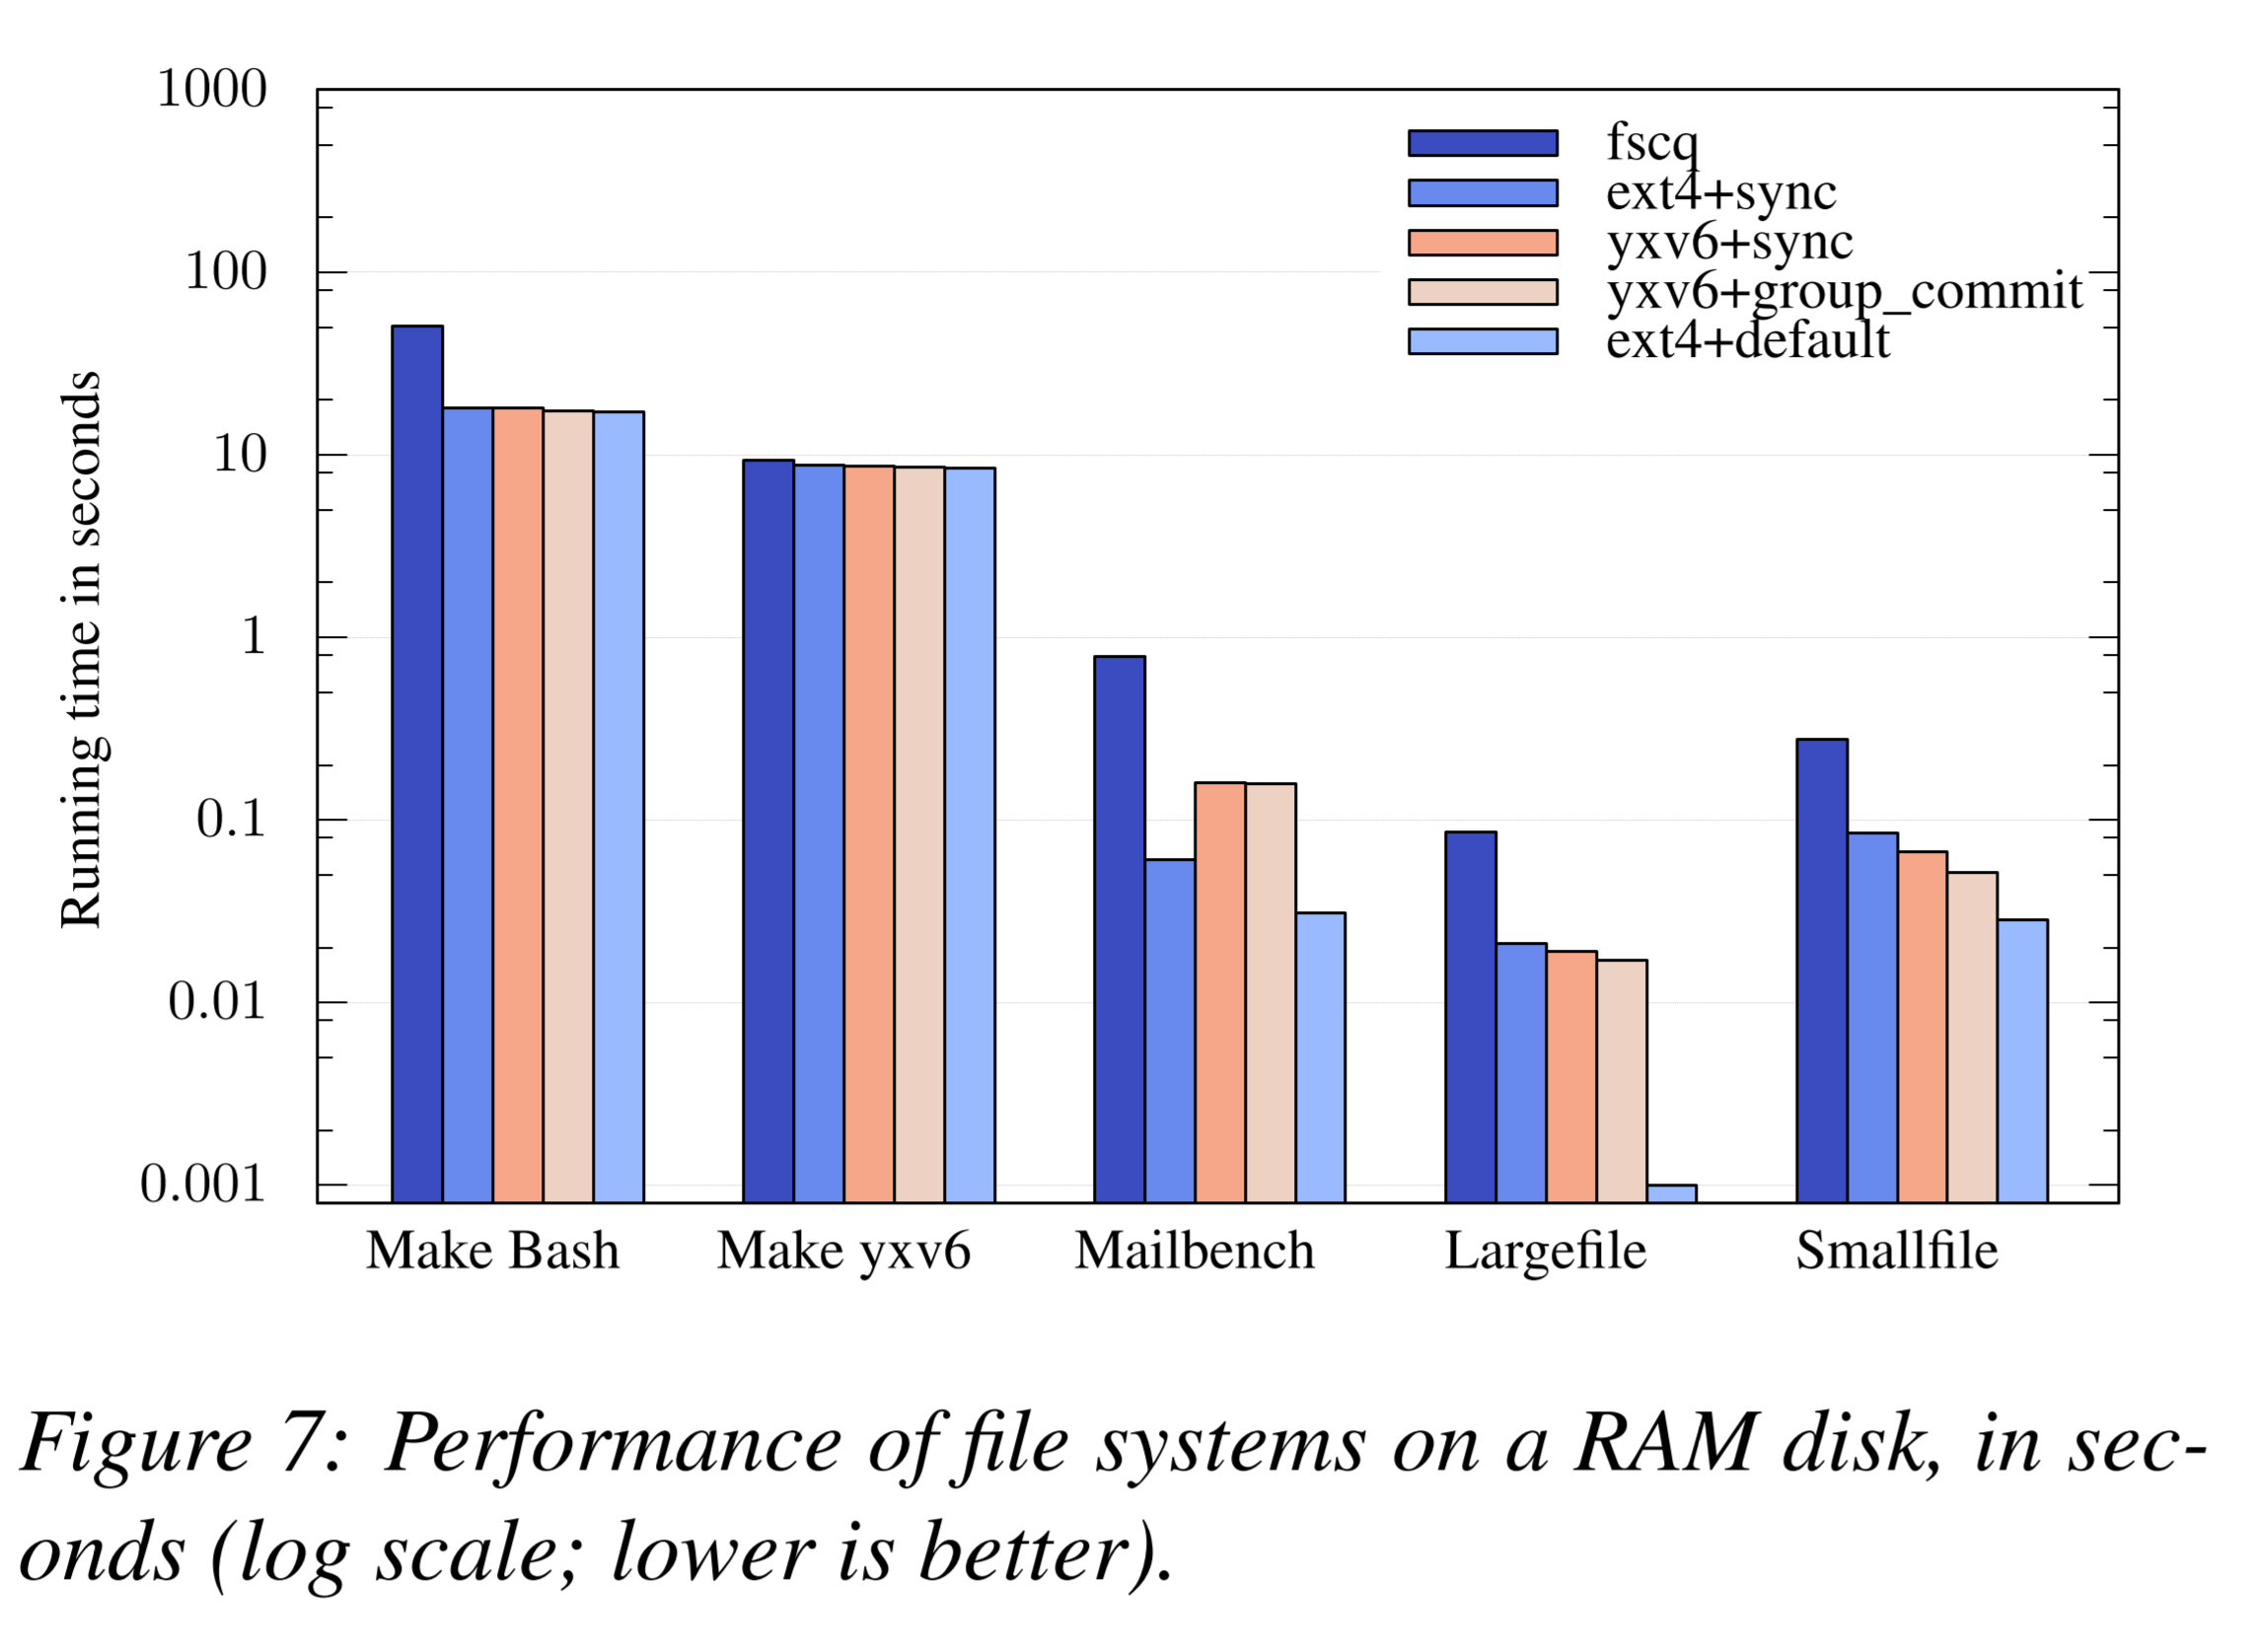 1000
100
10
1
0.1
0.01
0.001
Running time in seconds
fscq
ext4+sync
yxv6+sync
yxv6+group_commit
ext4+default
Make Bash
Make yxv6
Mailbench
Largefile
Smallfile
Figure 7: Performance of file systems on a RAM disk, in sec-
onds (log scale; lower is better).